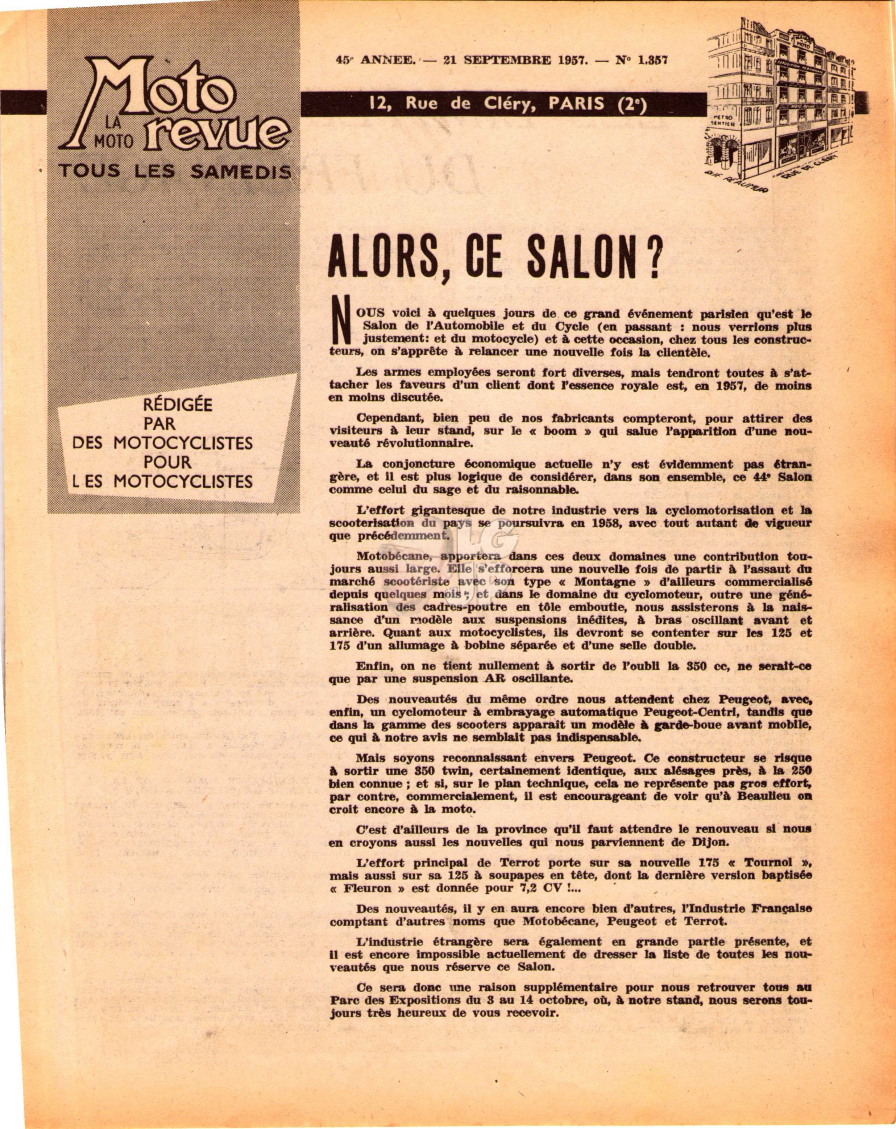 Moto
LA
MOTO revue
TOUS LES SAMEDIS
45e ANNEE. — 21 SEPTEMBRE 1957. — N° 1.357
12, Rue de Cléry, PARIS (2e)
METRO
SENTIER
RUE REAUMUR
RUE DE CLÉRY
RÉDIGÉE
PAR
DES MOTOCYCLISTES
POUR
LES MOTOCYCLISTES
ALORS, CE SALON ?
NOUS voici à quelques jours de ce grand événement parisien qu'est le
Salon de l'Automobile et du Cycle (en passant : nous verrions plus
justement: et du motocycle) et à cette occasion, chez tous les construc-
teurs, on s'apprête à relancer une nouvelle fois la clientèle.
Les armes employées seront fort diverses, mais tendront toutes à s'at-
tacher les faveurs d'un client dont l'essence royale est, en 1957, de moins
en moins discutée.
Cependant, bien peu de nos fabricants compteront, pour attirer des
visiteurs à leur stand, sur le « boom » qui salue l'apparition d'une nou-
veauté révolutionnaire.
La conjoncture économique actuelle n'y est évidemment pas étran-
gère, et il est plus logique de considérer, dans son ensemble, ce 44e Salon
comme celui du sage et du raisonnable.
L'effort gigantesque de notre industrie vers la cyclomotorisation et la
scooterisation du pays se poursuivra en 1958, avec tout autant de vigueur
que précédemment.
Motobécane, apportera dans ces deux domaines une contribution tou-
jours aussi large. Elle s'efforcera une nouvelle fois de partir à l'assaut du
marché scootériste avec son type « Montagne » d'ailleurs commercialisé
depuis quelques mois ; et dans le domaine du cyclomoteur, outre une géné-
ralisation des cadres-poutre en tôle emboutie, nous assisterons à la nais-
sance d'un modèle aux suspensions inédites, à bras oscillant avant et
arrière. Quant aux motocyclistes, ils devront se contenter sur les 125 et
175 d'un allumage à bobine séparée et d'une selle double.
Enfin, on ne tient nullement à sortir de l'oubli la 350 cc, ne serait-ce
que par une suspension AR oscillante.
Des nouveautés du même ordre nous attendent chez Peugeot, avec,
enfin, un cyclomoteur à embrayage automatique Peugeot-Centri, tandis que
dans la gamme des scooters apparaît un modèle à garde-boue avant mobile,
ce qui à notre avis ne semblait pas indispensable.
Mais soyons reconnaissant envers Peugeot. Ce constructeur se risque
à sortir une 350 twin, certainement identique, aux alésages près, à la 250
bien connue ; et si, sur le plan technique, cela ne représente pas gros effort,
par contre, commercialement, il est encourageant de voir qu'à Beaulieu on
croit encore à la moto.
C'est d'ailleurs de la province qu'il faut attendre le renouveau si nous
en croyons aussi les nouvelles qui nous parviennent de Dijon.
L'effort principal de Terrot porte sur sa nouvelle 175 « Tournoi »,
mais aussi sur sa 125 à soupapes en tête, dont la dernière version baptisée
« Fleuron » est donnée pour 7,2 CV !...
Des nouveautés, il y en aura encore bien d'autres, l'Industrie Française
comptant d'autres noms que Motobécane, Peugeot et Terrot.
L'industrie étrangère sera également en grande partie présente, et
il est encore impossible actuellement de dresser la liste de toutes les nou-
veautés que nous réserve ce Salon.
Ce sera donc une raison supplémentaire pour nous retrouver tous au
Parc des Expositions du 3 au 14 octobre, où, à notre stand, nous serons tou-
jours très heureux de vous recevoir.